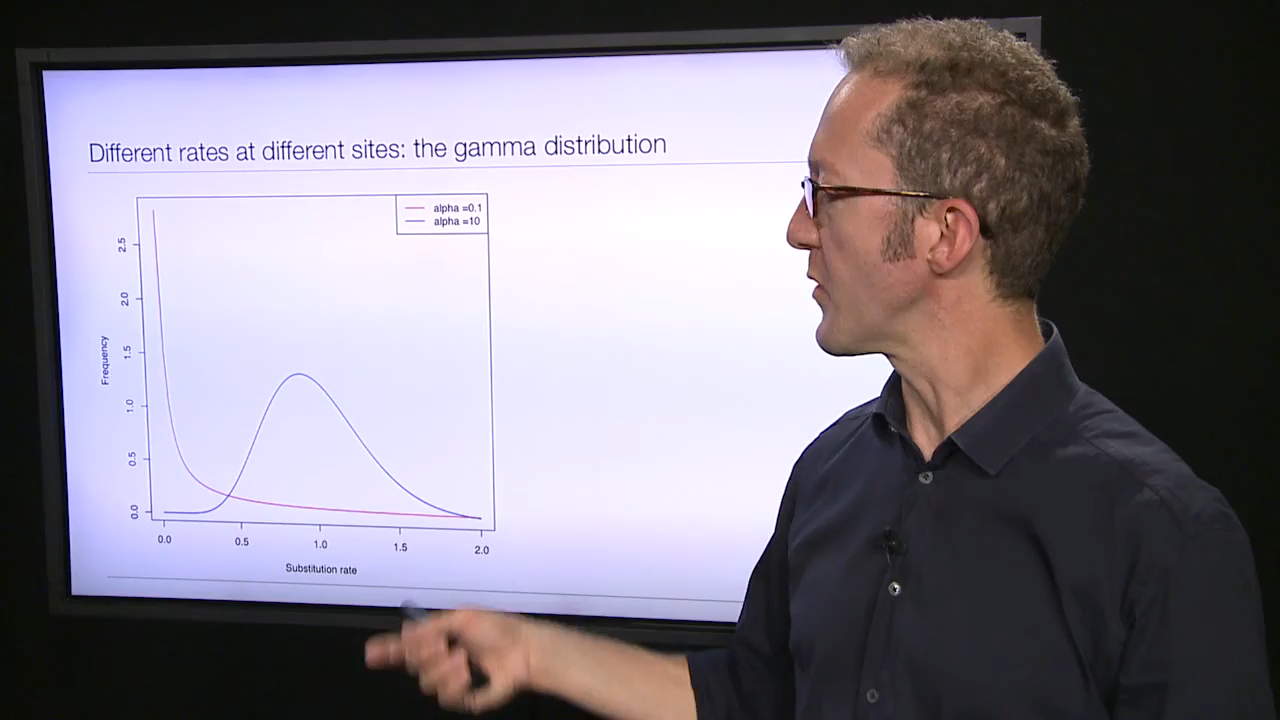 Different rates at different sites: the gamma distribution
alpha =0.1
alpha =10
Frequency
2.5
2.0
1.5
1.0
0.5
0.0
0.0 0.5 1.0 1.5 2.0
Substitution rate